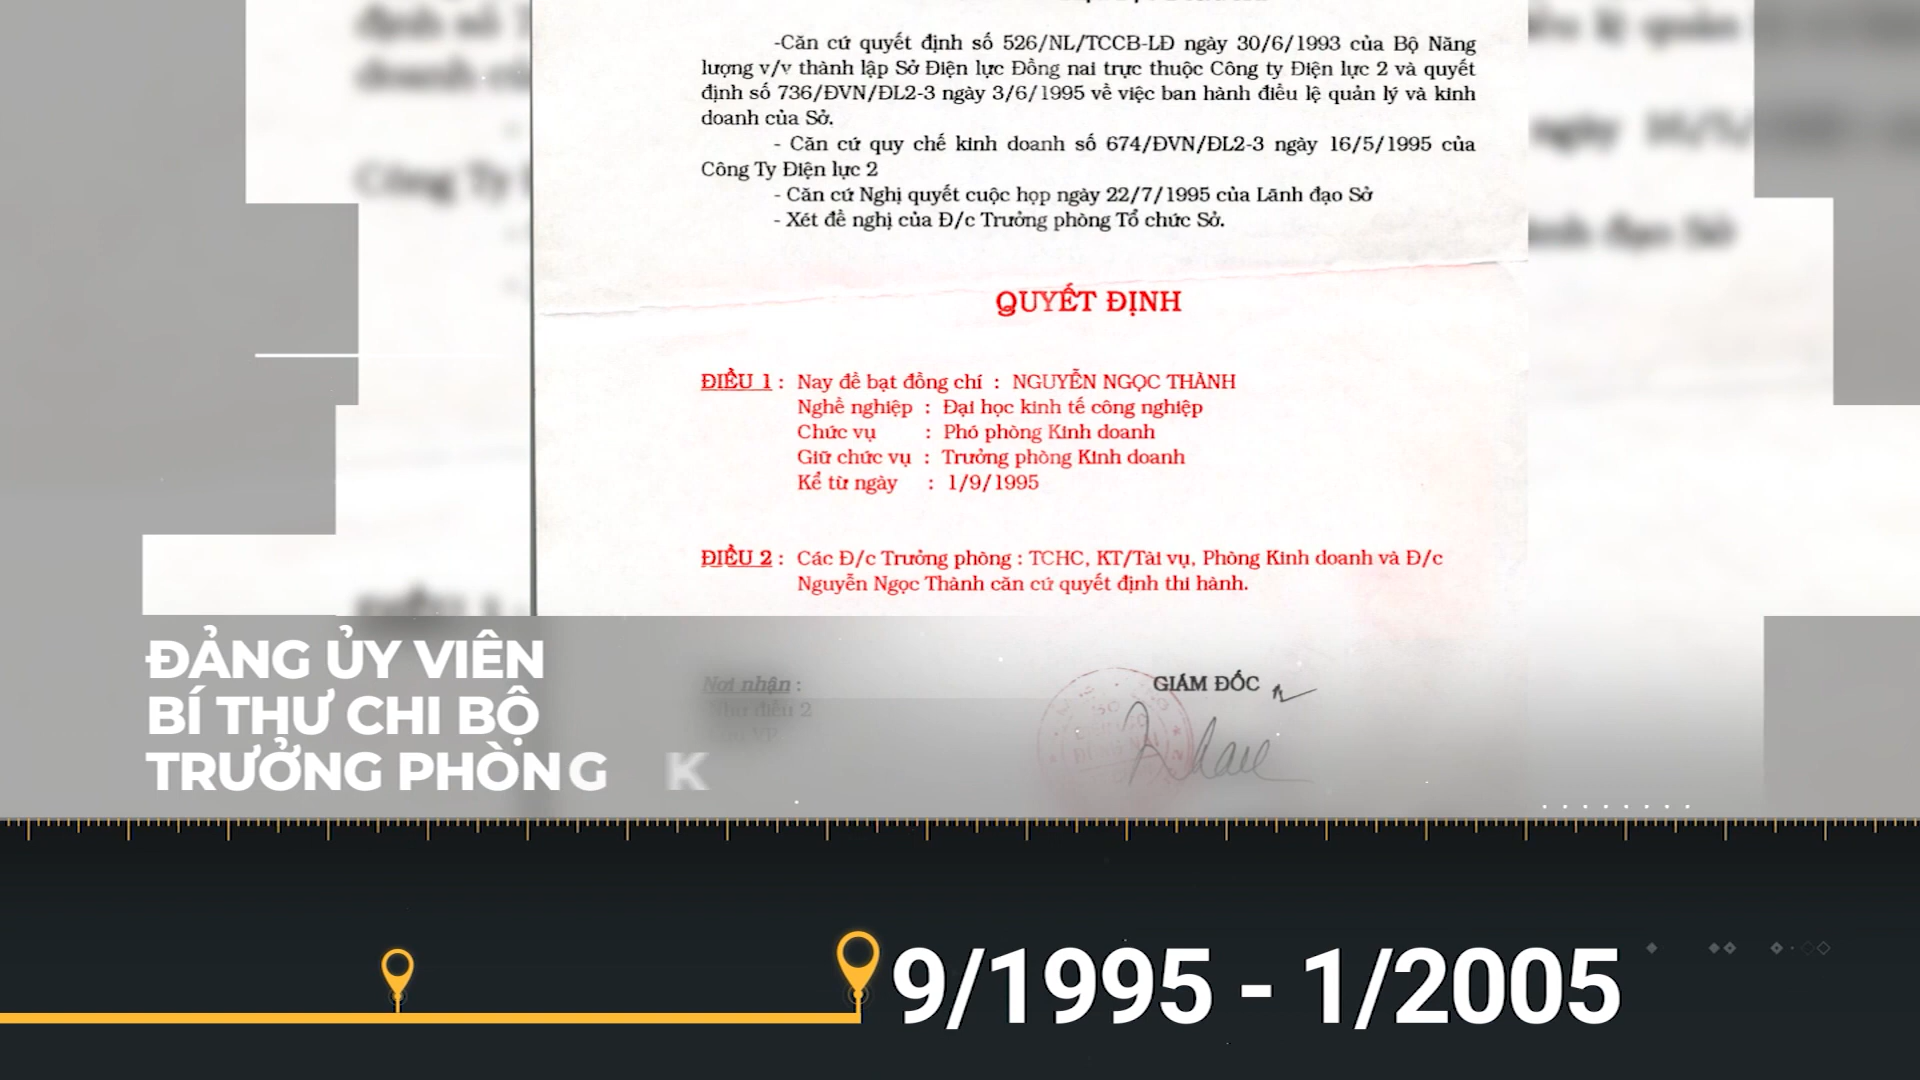 -Căn cứ quyết định số 526/NL/TCCB-LĐ ngày 30/6/1993 của Bộ Năng
lượng v/v thành lập Sở Điện lực Đồng nai trực thuộc Công ty Điện lực 2 và quyết
định số 736/ĐVN/ĐL2-3 ngày 3/6/1995 về việc ban hành điều lệ quản lý và kinh
doanh của Sở.
- Căn cứ quy chế kinh doanh số 674/ĐVN/ĐL2-3 ngày 16/5/1995 của
Công Ty Điện lực 2
- Căn cứ Nghị quyết cuộc họp ngày 22/7/1995 của Lãnh đạo Sở
- Xét đề nghị của Đ/c Trưởng phòng Tổ chức Sở.
QUYẾT ĐỊNH
ĐIỀU 1 : Nay đề bạt đồng chí : NGUYỄN NGỌC THÀNH
Nghề nghiệp : Đại học kinh tế công nghiệp
Chức vụ : Phó phòng Kinh doanh
Giữ chức vụ : Trưởng phòng Kinh doanh
Kể từ ngày : 1/9/1995
ĐIỀU 2 : Các Đ/c Trưởng phòng : TCHC, KT/Tài vụ, Phòng Kinh doanh và Đ/c
Nguyễn Ngọc Thành căn cứ quyết định thi hành.
Nơi nhận :
Như điều 2
GIÁM ĐỐC
ĐẢNG ỦY VIÊN
BÍ THƯ CHI BỘ
TRƯỞNG PHÒNG K
9/1995 - 1/2005